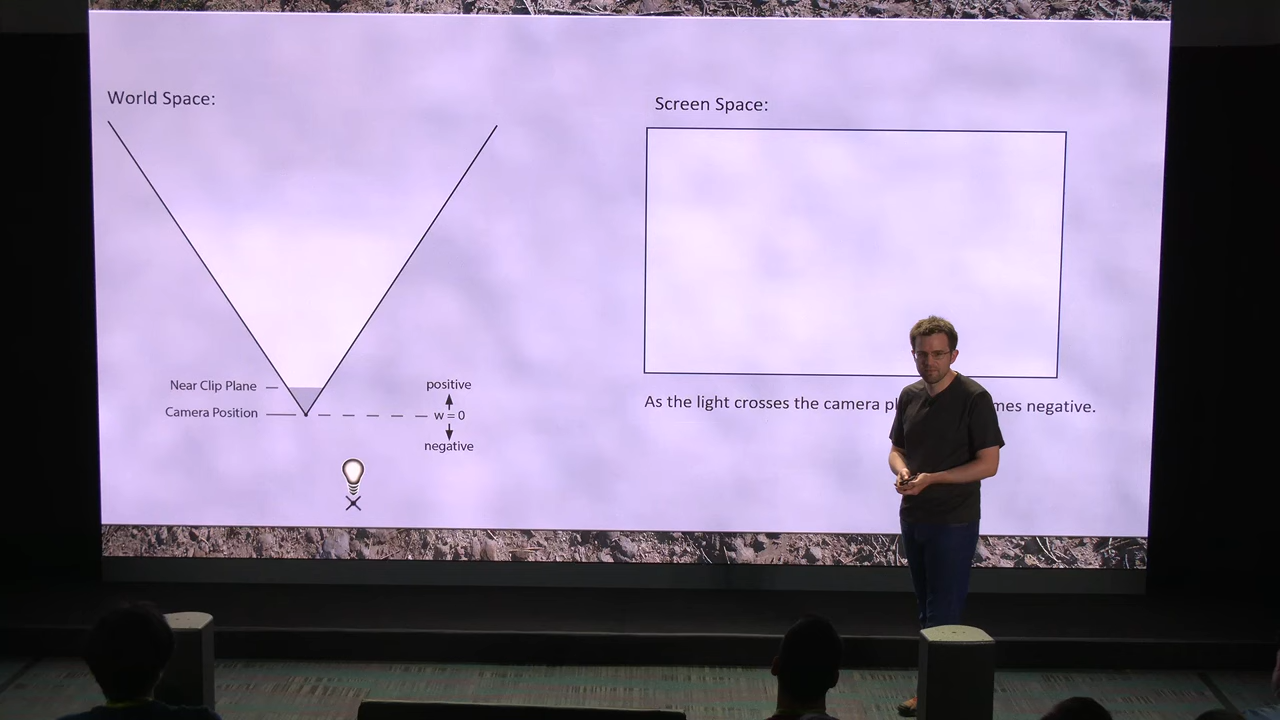 World Space:
Near Clip Plane
Camera Position
positive
w = 0
negative
Screen Space:
As the light crosses the camera pl mes negative.